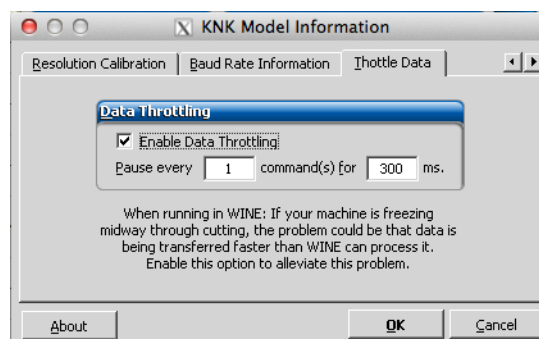 KNK Model Information
Resolution Calibration Baud Rate Information Thottle Data
Data Throttling
Enable Data Throttling
Pause every 1 command(s) for 300 ms.
When running in WINE: If your machine is freezing
midway through cutting, the problem could be that data is
being transferred faster than WINE can process it.
Enable this option to alleviate this problem.
About OK Cancel